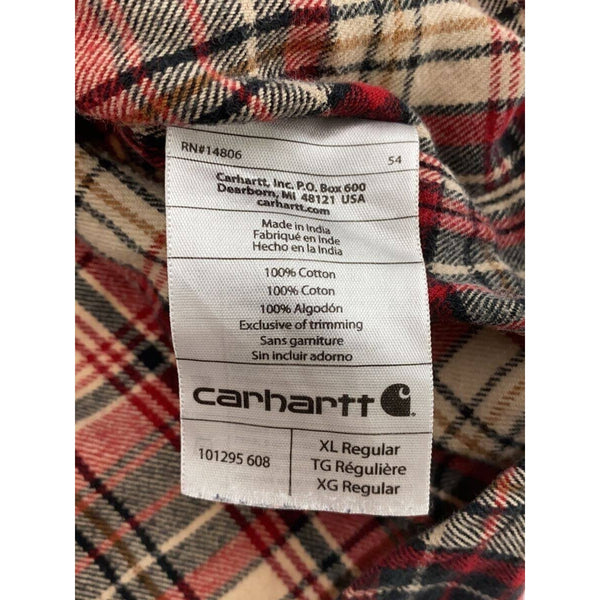 RN#14806 54
Carhartt, Inc. P.O. Box 600
Dearborn, MI 48121 USA
carhartt.com
Made in India
Fabriqué en Inde
Hecho en la India
100% Cotton
100% Coton
100% Algodón
Exclusive of trimming
Sans garniture
Sin incluir adorno
carhartt
101295 608
XL Regular
TG Régulière
XG Regular